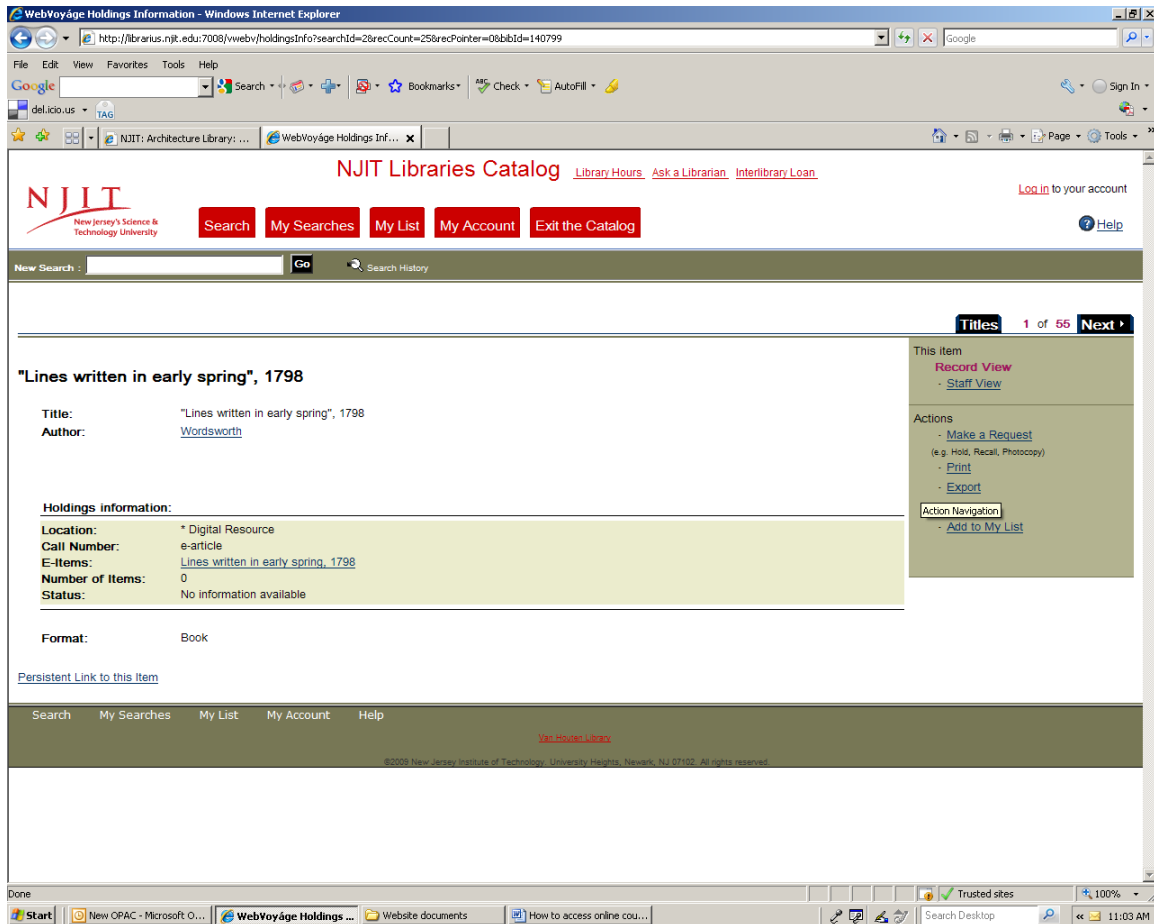 WebVoyáge Holdings Information - Windows Internet Explorer
http://librarius.njit.edu:7008/vwebv/holdingsInfo?searchId=2&recCount=25&recPointer=0&bibId=140799
Google
File Edit View Favorites Tools Help
Google Search Bookmarks ABC Check AutoFill Sign In
del.icio.us TAG
NJIT: Architecture Library: ... WebVoyáge Holdings Inf... Page Tools »
NJIT Libraries Catalog Library Hours Ask a Librarian Interlibrary Loan
Log in to your account
NJIT
New Jersey's Science &
Technology University
Search My Searches My List My Account Exit the Catalog
? Help
New Search : Go Search History
Titles 1 of 55 Next
This item
Record View
- Staff View
Actions
- Make a Request
(e.g. Hold, Recall, Photocopy)
- Print
- Export
Action Navigation
- Add to My List
"Lines written in early spring", 1798
Title: "Lines written in early spring", 1798
Author: Wordsworth
Holdings information:
Location: * Digital Resource
Call Number: e-article
E-Items: Lines written in early spring, 1798
Number of Items: 0
Status: No information available
Format: Book
Persistent Link to this Item
Search My Searches My List My Account Help
Van Houten Library
©2009 New Jersey Institute of Technology. University Heights, Newark, NJ 07102. All rights reserved.
Done Trusted sites 100%
Start New OPAC - Microsoft O... WebVoyáge Holdings ... Website documents How to access online cou... Search Desktop « 11:03 AM